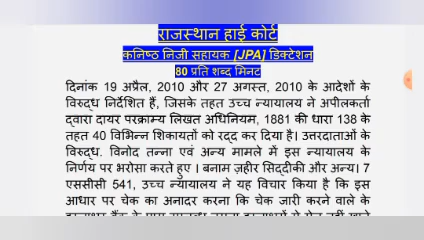 राजस्थान हाई कोर्ट
कनिष्ठ निजी सहायक [JPA] डिक्टेशन
80 प्रति शब्द मिनट
दिनांक 19 अप्रैल, 2010 और 27 अगस्त, 2010 के आदेशों के
विरुद्ध निर्देशित हैं, जिसके तहत उच्च न्यायालय ने अपीलकर्ता
द्वारा दायर परक्राम्य लिखत अधिनियम, 1881 की धारा 138 के
तहत 40 विभिन्न शिकायतों को रद्द कर दिया है। उत्तरदाताओं के
विरुद्ध. विनोद तन्ना एवं अन्य मामले में इस न्यायालय के
निर्णय पर भरोसा करते हुए । बनाम ज़हीर सिद्दीकी और अन्य। 7
एससीसी 541, उच्च न्यायालय ने यह विचार किया है कि इस
आधार पर चेक का अनादर करना कि चेक जारी करने वाले के